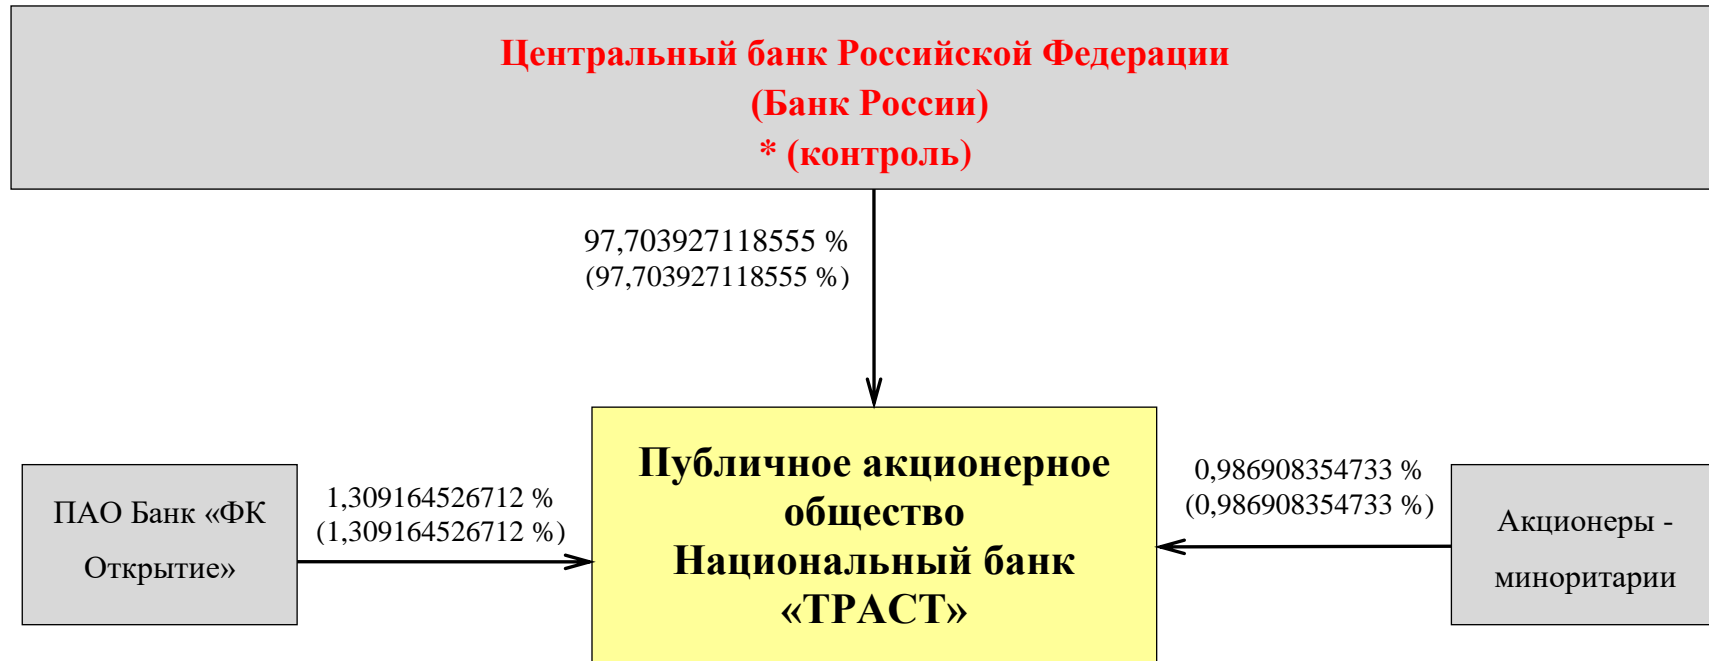 Центральный банк Российской Федерации
(Банк России)
* (контроль)
97,703927118555 %
(97,703927118555 %)
ПАО Банк «ФК
Открытие»
1,309164526712 %
(1,309164526712 %)
Публичное акционерное
общество
Национальный банк
«ТРАСТ»
0,986908354733 %
(0,986908354733 %)
Акционеры -
миноритарии